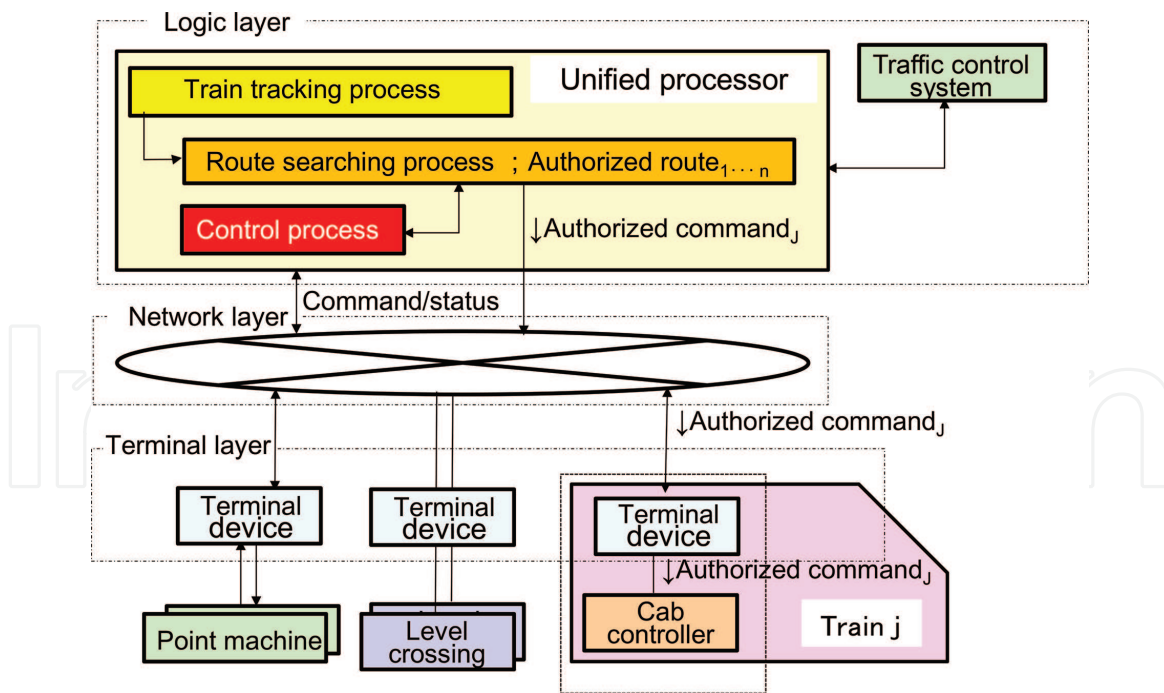 Logic layer
Train tracking process
Unified processor
Traffic control
system
Route searching process ; Authorized route1... n
Control process
↓Authorized commandJ
Command/status
Network layer
↓Authorized commandJ
Terminal layer
Terminal
device
Terminal
device
Terminal
device
↓Authorized commandJ
Point machine
Level
crossing
Cab
controller
Train j